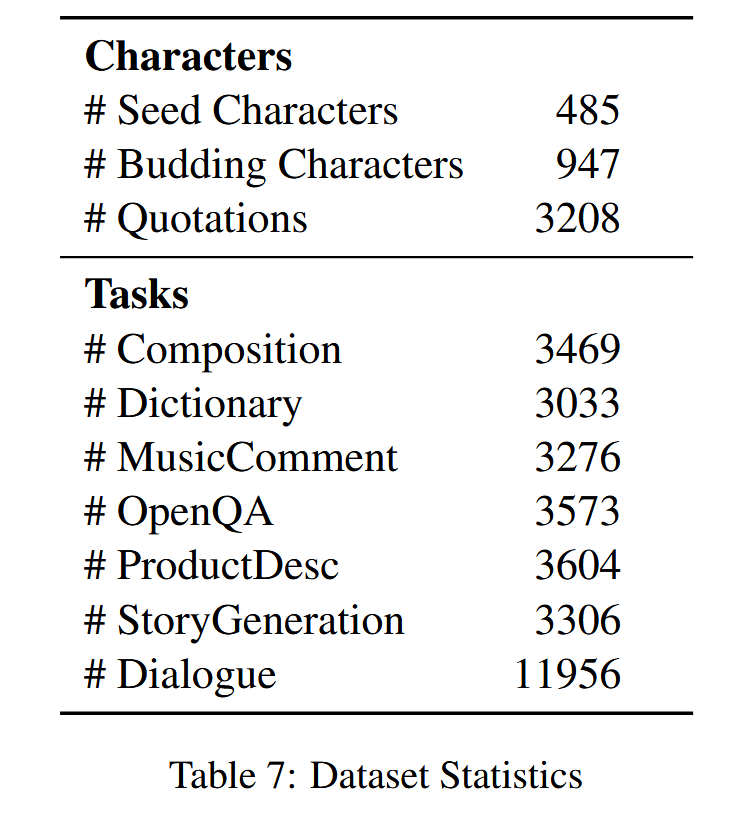 Characters
# Seed Characters 485
# Budding Characters 947
# Quotations 3208
Tasks
# Composition 3469
# Dictionary 3033
# MusicComment 3276
# OpenQA 3573
# ProductDesc 3604
# StoryGeneration 3306
# Dialogue 11956
Table 7: Dataset Statistics